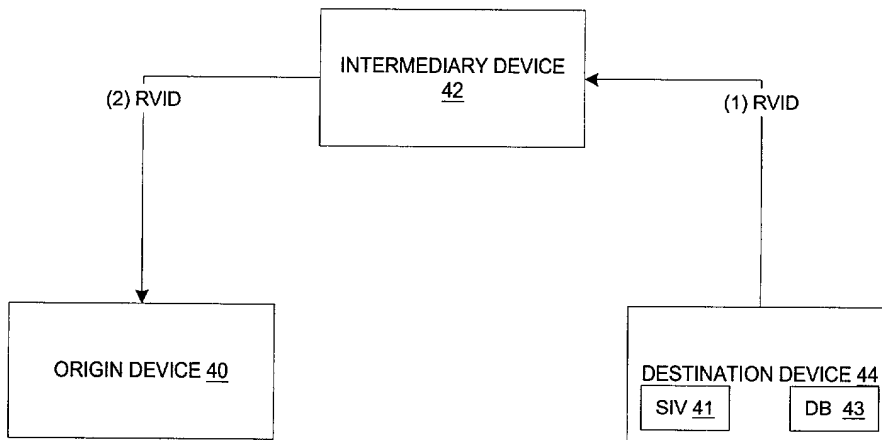 INTERMEDIARY DEVICE
42
(2) RVID
(1) RVID
ORIGIN DEVICE 40
DESTINATION DEVICE 44
SIV 41
DB 43